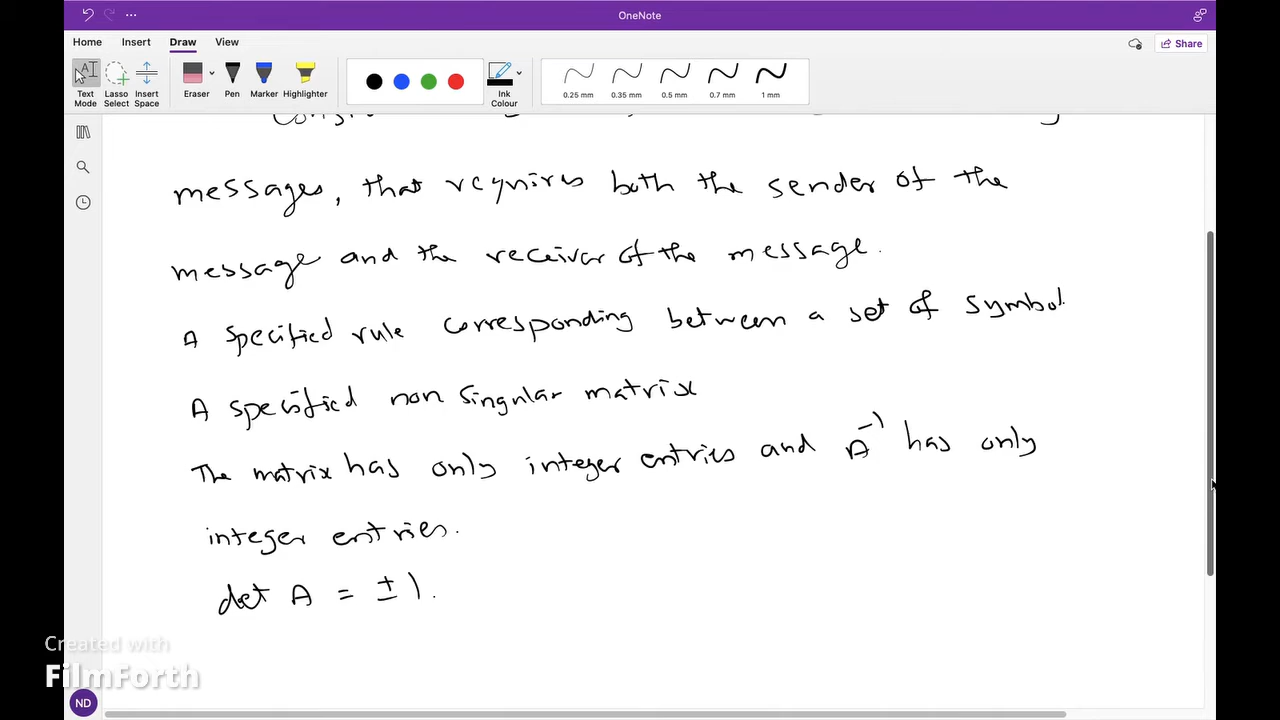 OneNote
Home Insert Draw View
Share
Text Mode Lasso Select Insert Space Eraser Pen Marker Highlighter Ink Colour 0.25 mm 0.35 mm 0.5 mm 0.7 mm 1 mm
messages, that requires both the sender of the
message and the receivar of the message.
A specified rule corresponding between a set of symbol.
A specified non singular matrix
The matrix has only integer entries and A⁻¹ has only
integer entries.
det A = ±1.
Created with
FilmForth
ND